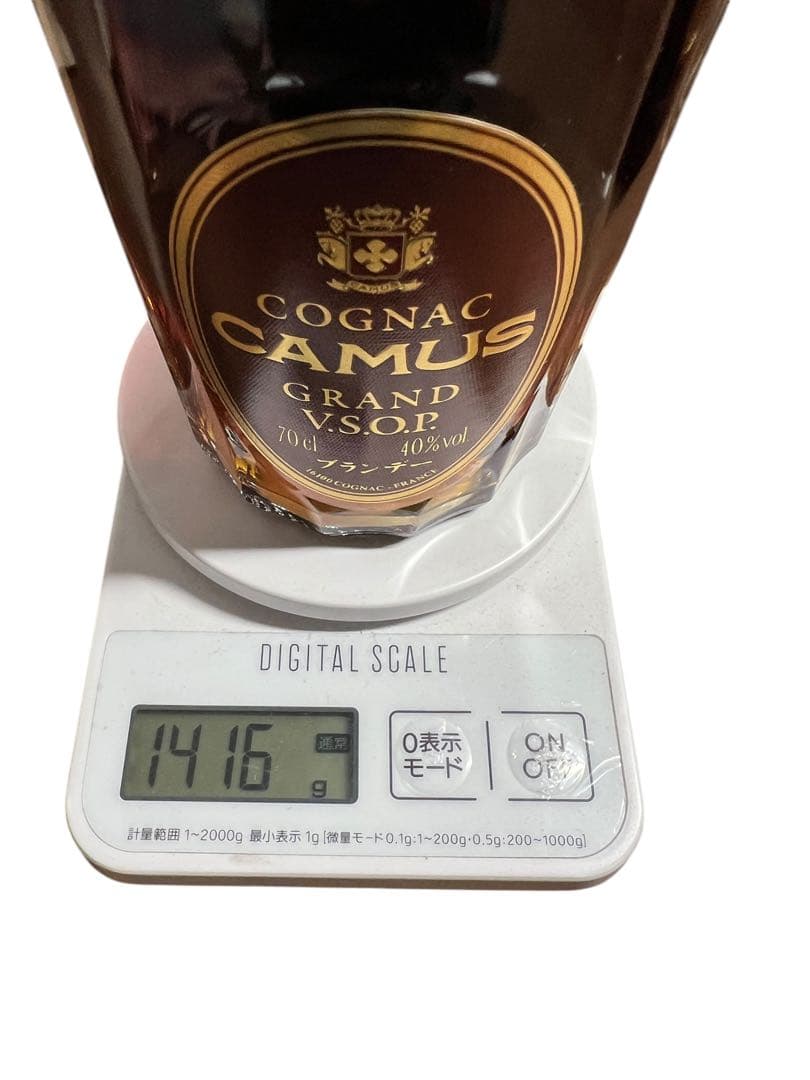 CAMUS
COGNAC
CAMUS
GRAND
V.S.O.P.
70 cl 40% vol
ブランデー
16100 COGNAC - FRANCE
DIGITAL SCALE
1416 g
通常
0表示
モード
ON
OFF
計量範囲 1~2000g 最小表示 1g [微量モード 0.1g:1~200g・0.5g:200~1000g]